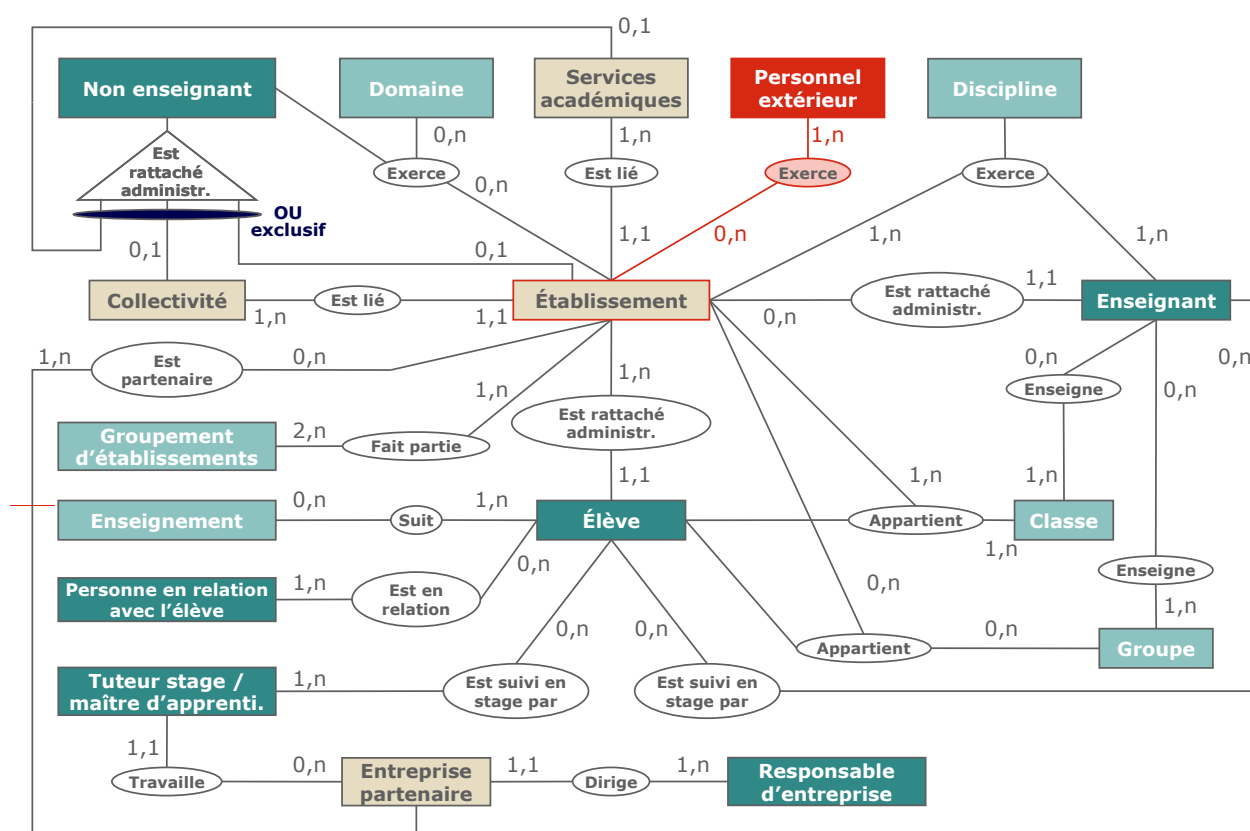 0,1
Non enseignant
Domaine
Services
académiques
Personnel
extérieur
Discipline
0,n
1,n
1,n
Est
rattaché
administr.
Exerce
Est lié
Exerce
Exerce
0,n
OU
exclusif
0,1
0,1
1,1
0,n
1,n
1,n
Collectivité
Est lié
Établissement
Est rattaché
administr.
1,1
Enseignant
1,n
1,1
0,n
1,n
Est
partenaire
0,n
1,n
1,n
0,n
0,n
0,n
Enseigne
Groupement
d’établissements
2,n
Fait partie
Est rattaché
administr.
1,1
1,n
1,n
Enseignement
0,n
Suit
1,n
Élève
Appartient
Classe
1,n
Personne en relation
avec l’élève
1,n
Est en
relation
0,n
0,n
Enseigne
1,n
0,n
0,n
Appartient
0,n
Groupe
Tuteur stage /
maître d’apprenti.
1,n
Est suivi en
stage par
Est suivi en
stage par
1,1
Travaille
0,n
Entreprise
partenaire
1,1
Dirige
1,n
Responsable
d’entreprise